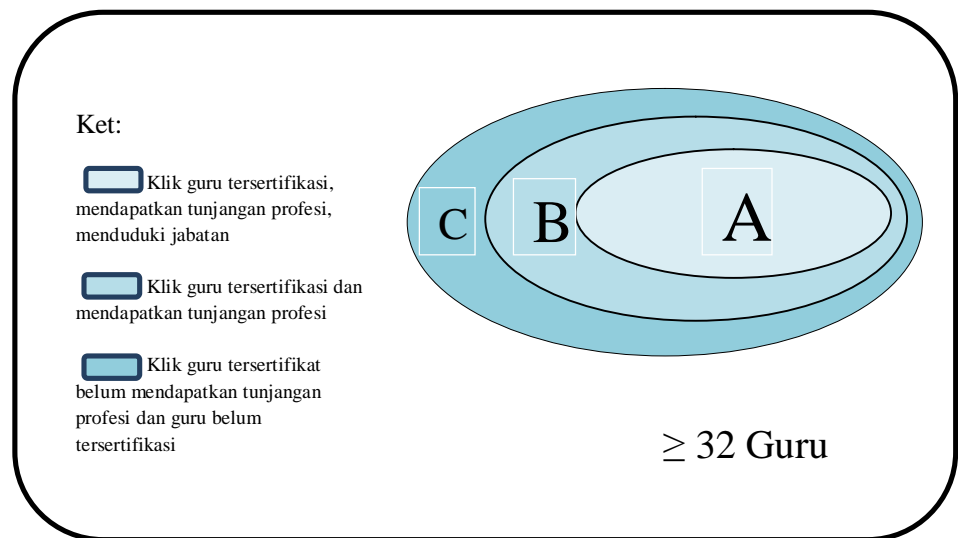 Ket:
Klik guru tersertifikasi,
mendapatkan tunjangan profesi,
menduduki jabatan
Klik guru tersertifikasi dan
mendapatkan tunjangan profesi
Klik guru tersertifikat
belum mendapatkan tunjangan
profesi dan guru belum
tersertifikasi
C B A
≥ 32 Guru